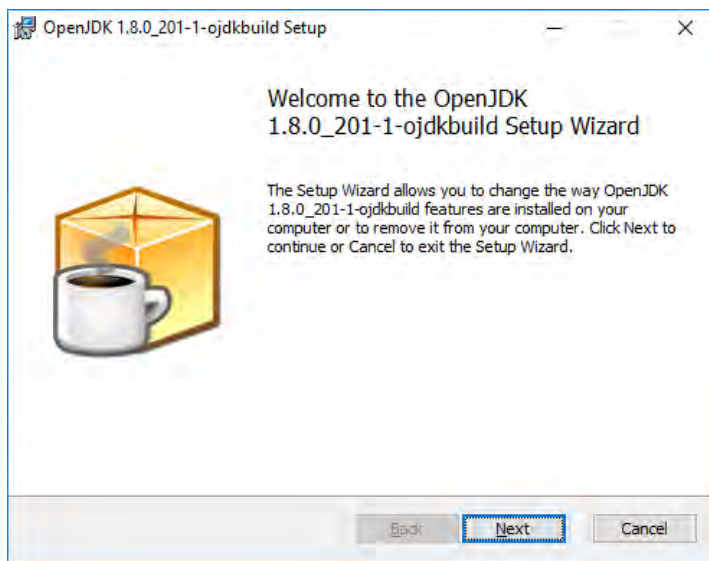 OpenJDK 1.8.0_201-1-ojdkbuild Setup
Welcome to the OpenJDK
1.8.0_201-1-ojdkbuild Setup Wizard
The Setup Wizard allows you to change the way OpenJDK
1.8.0_201-1-ojdkbuild features are installed on your
computer or to remove it from your computer. Click Next to
continue or Cancel to exit the Setup Wizard.
Back
Next
Cancel